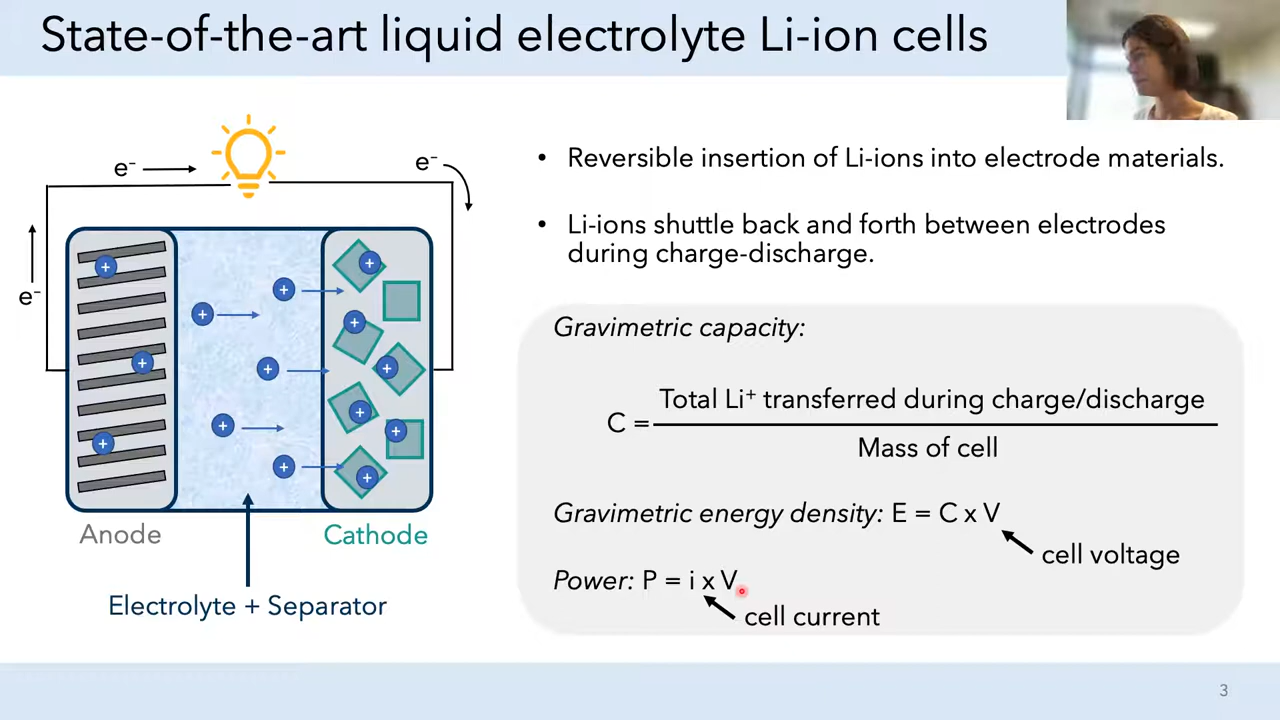 State-of-the-art liquid electrolyte Li-ion cells
e⁻
e⁻
e⁻
+
+
+
+
+
+
+
+
+
+
+
+
+
+
Anode
Cathode
Electrolyte + Separator
• Reversible insertion of Li-ions into electrode materials.
• Li-ions shuttle back and forth between electrodes
during charge-discharge.
Gravimetric capacity:
Total Li⁺ transferred during charge/discharge
C =
Mass of cell
Gravimetric energy density: E = C x V
cell voltage
Power: P = i x V
cell current
3